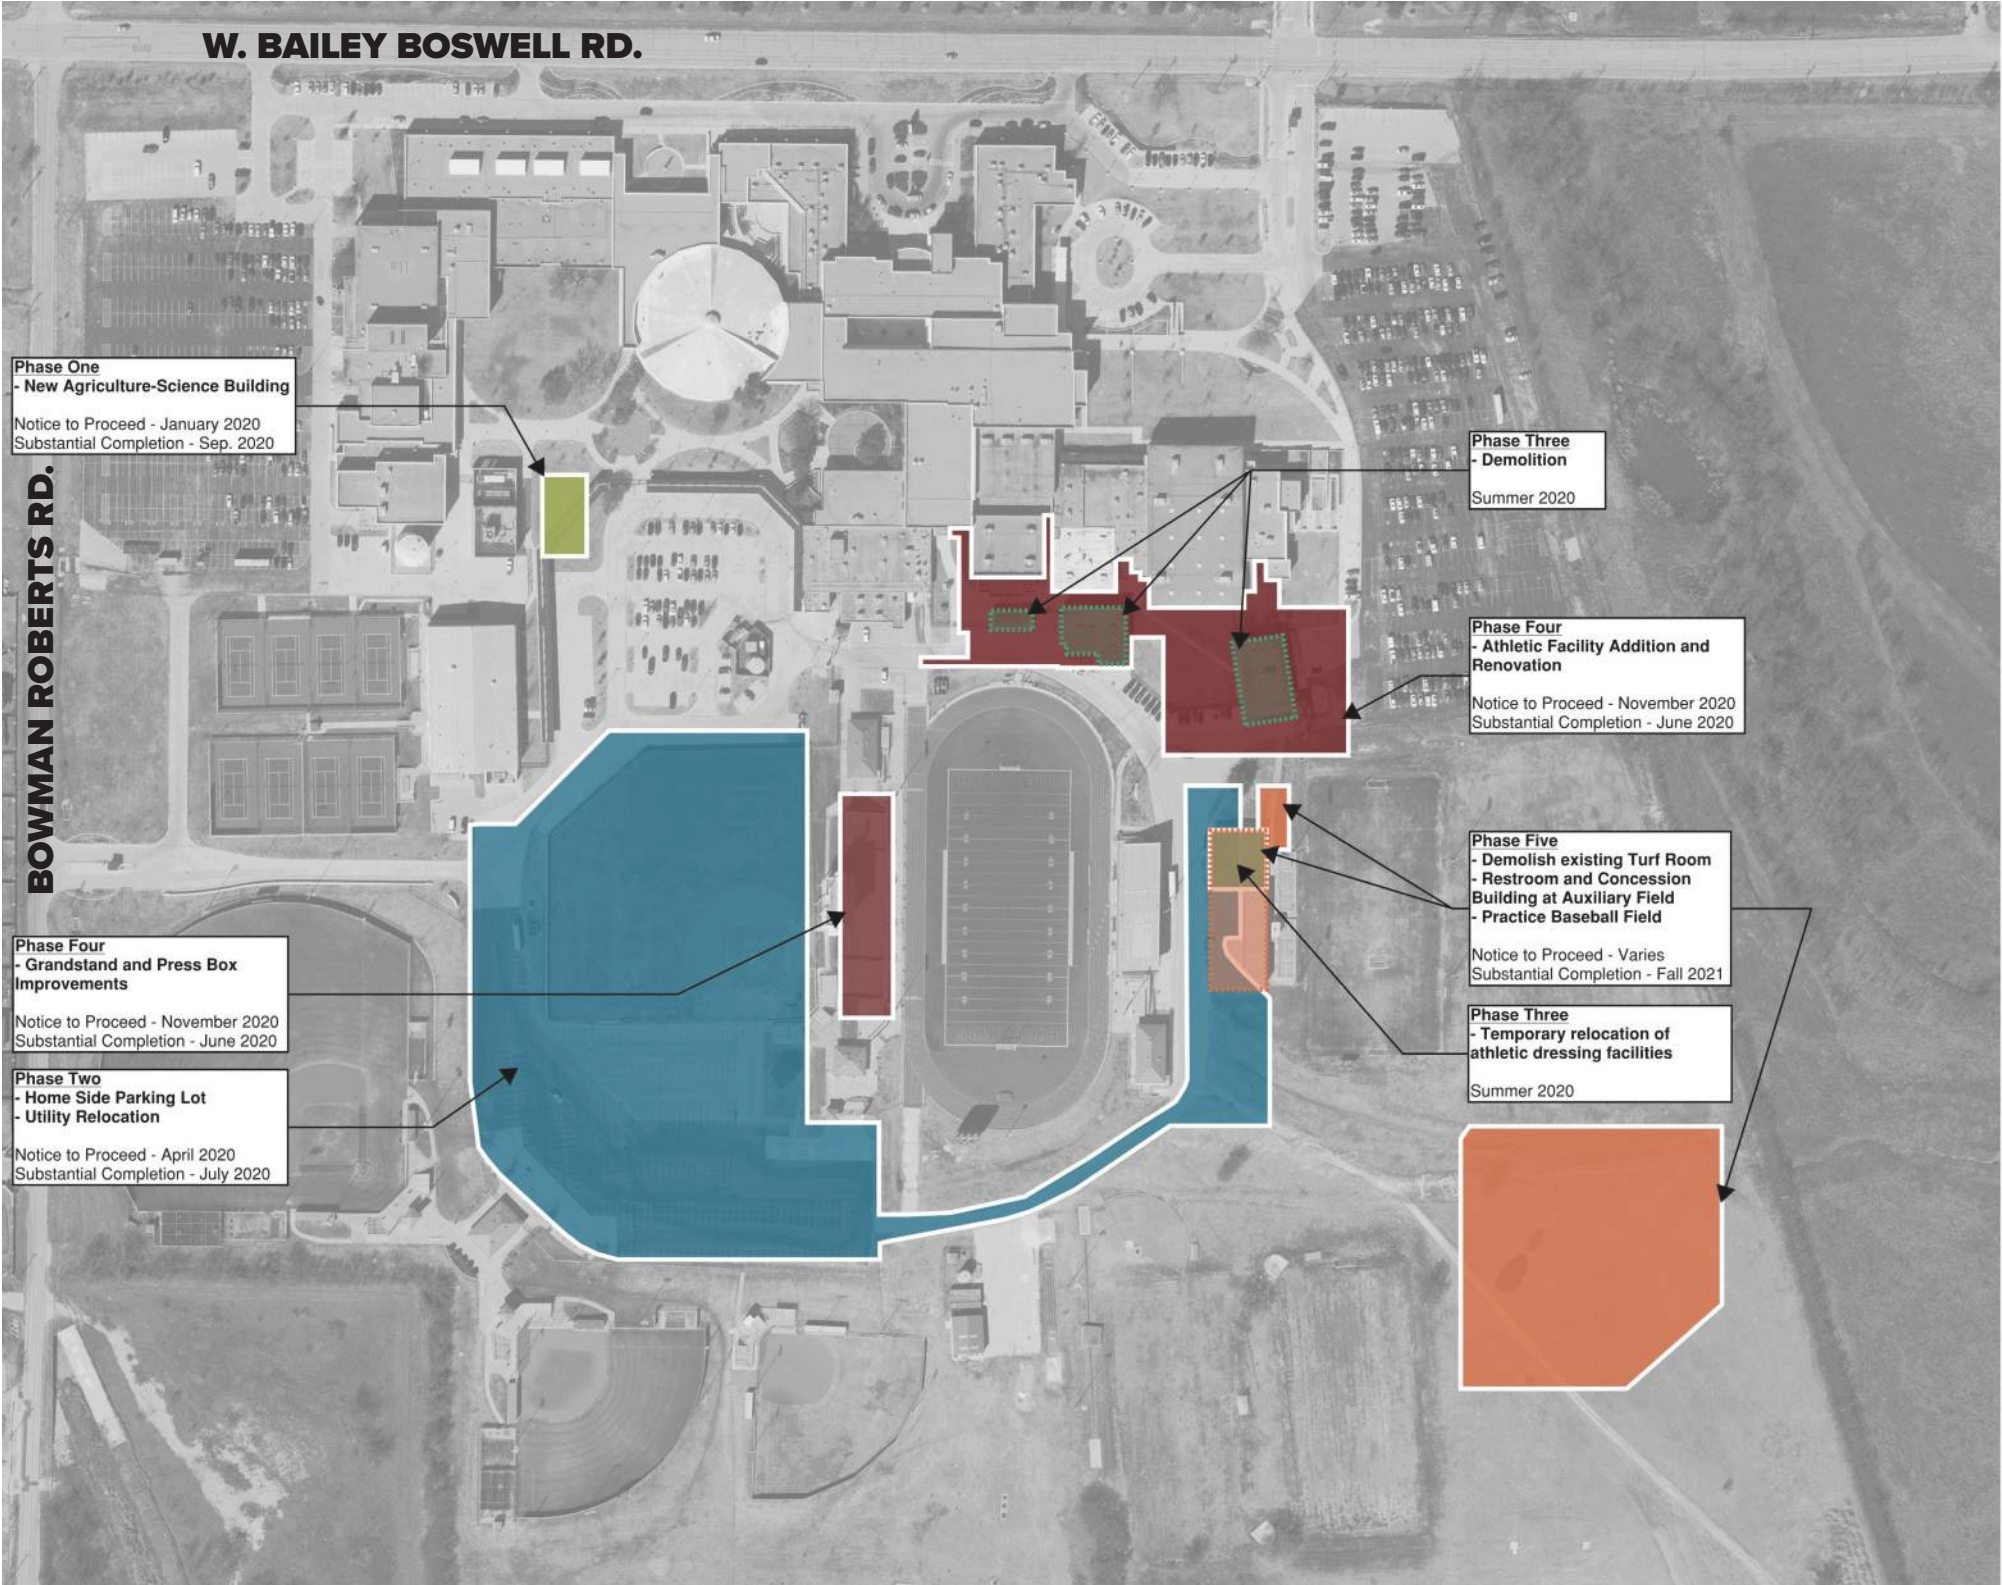 W. BAILEY BOSWELL RD.
BOWMAN ROBERTS RD.
Phase One
- New Agriculture-Science Building
Notice to Proceed - January 2020
Substantial Completion - Sep. 2020
Phase Three
- Demolition
Summer 2020
Phase Four
- Athletic Facility Addition and
Renovation
Notice to Proceed - November 2020
Substantial Completion - June 2020
Phase Five
- Demolish existing Turf Room
- Restroom and Concession
Building at Auxiliary Field
- Practice Baseball Field
Notice to Proceed - Varies
Substantial Completion - Fall 2021
Phase Four
- Grandstand and Press Box
Improvements
Notice to Proceed - November 2020
Substantial Completion - June 2020
Phase Three
- Temporary relocation of
athletic dressing facilities
Summer 2020
Phase Two
- Home Side Parking Lot
- Utility Relocation
Notice to Proceed - April 2020
Substantial Completion - July 2020